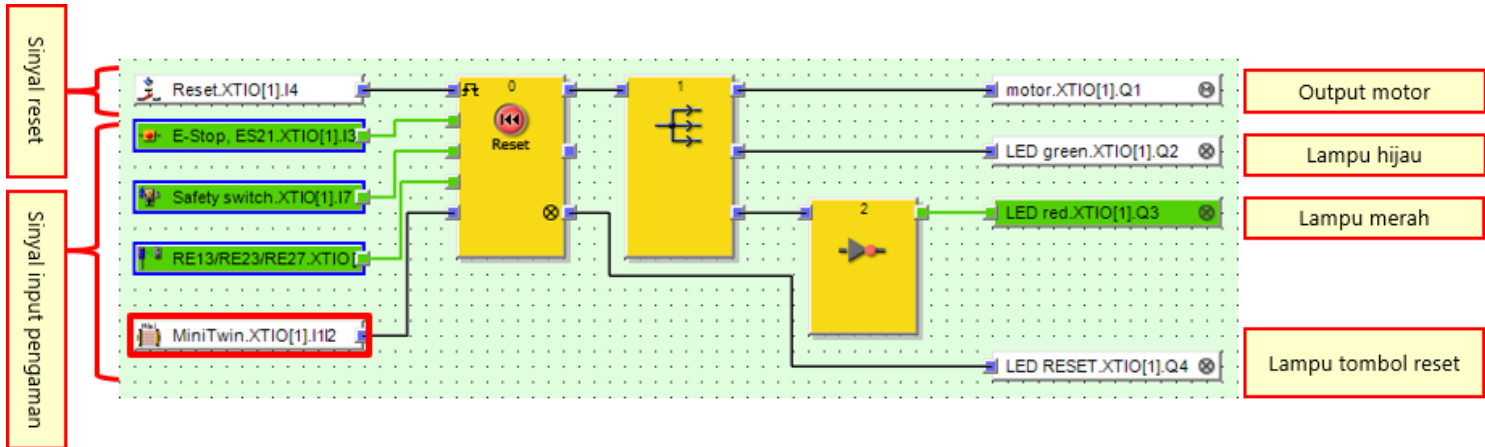 Sinyal reset
Sinyal input pengaman
Reset.XTIO[1].I4
E-Stop, ES21.XTIO[1].I3
Safety switch.XTIO[1].I7
RE13/RE23/RE27.XTIO[
MiniTwin.XTIO[1].I1I2
0
Reset
1
2
motor.XTIO[1].Q1
LED green.XTIO[1].Q2
LED red.XTIO[1].Q3
LED RESET.XTIO[1].Q4
Output motor
Lampu hijau
Lampu merah
Lampu tombol reset